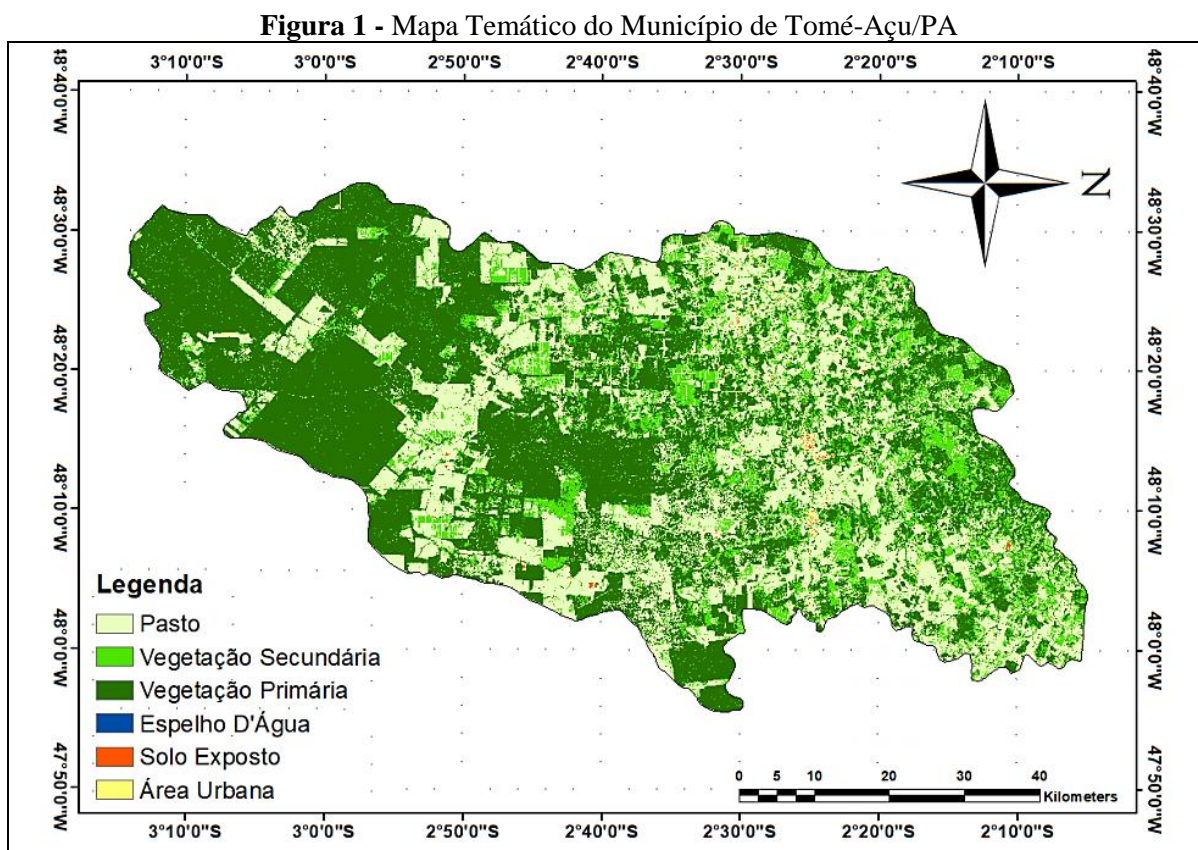 Figura 1 - Mapa Temático do Município de Tomé-Açu/PA
3°10'0"S 3°0'0"S 2°50'0"S 2°40'0"S 2°30'0"S 2°20'0"S 2°10'0"S
48°40'0"W 48°40'0"W
N
48°30'0"W 48°30'0"W
48°20'0"W 48°20'0"W
48°10'0"W 48°10'0"W
48°0'0"W 48°0'0"W
47°50'0"W 47°50'0"W
Legenda
Pasto
Vegetação Secundária
Vegetação Primária
Espelho D'Água
Solo Exposto
Área Urbana
0 5 10 20 30 40
Kilometers
3°10'0"S 3°0'0"S 2°50'0"S 2°40'0"S 2°30'0"S 2°20'0"S 2°10'0"S